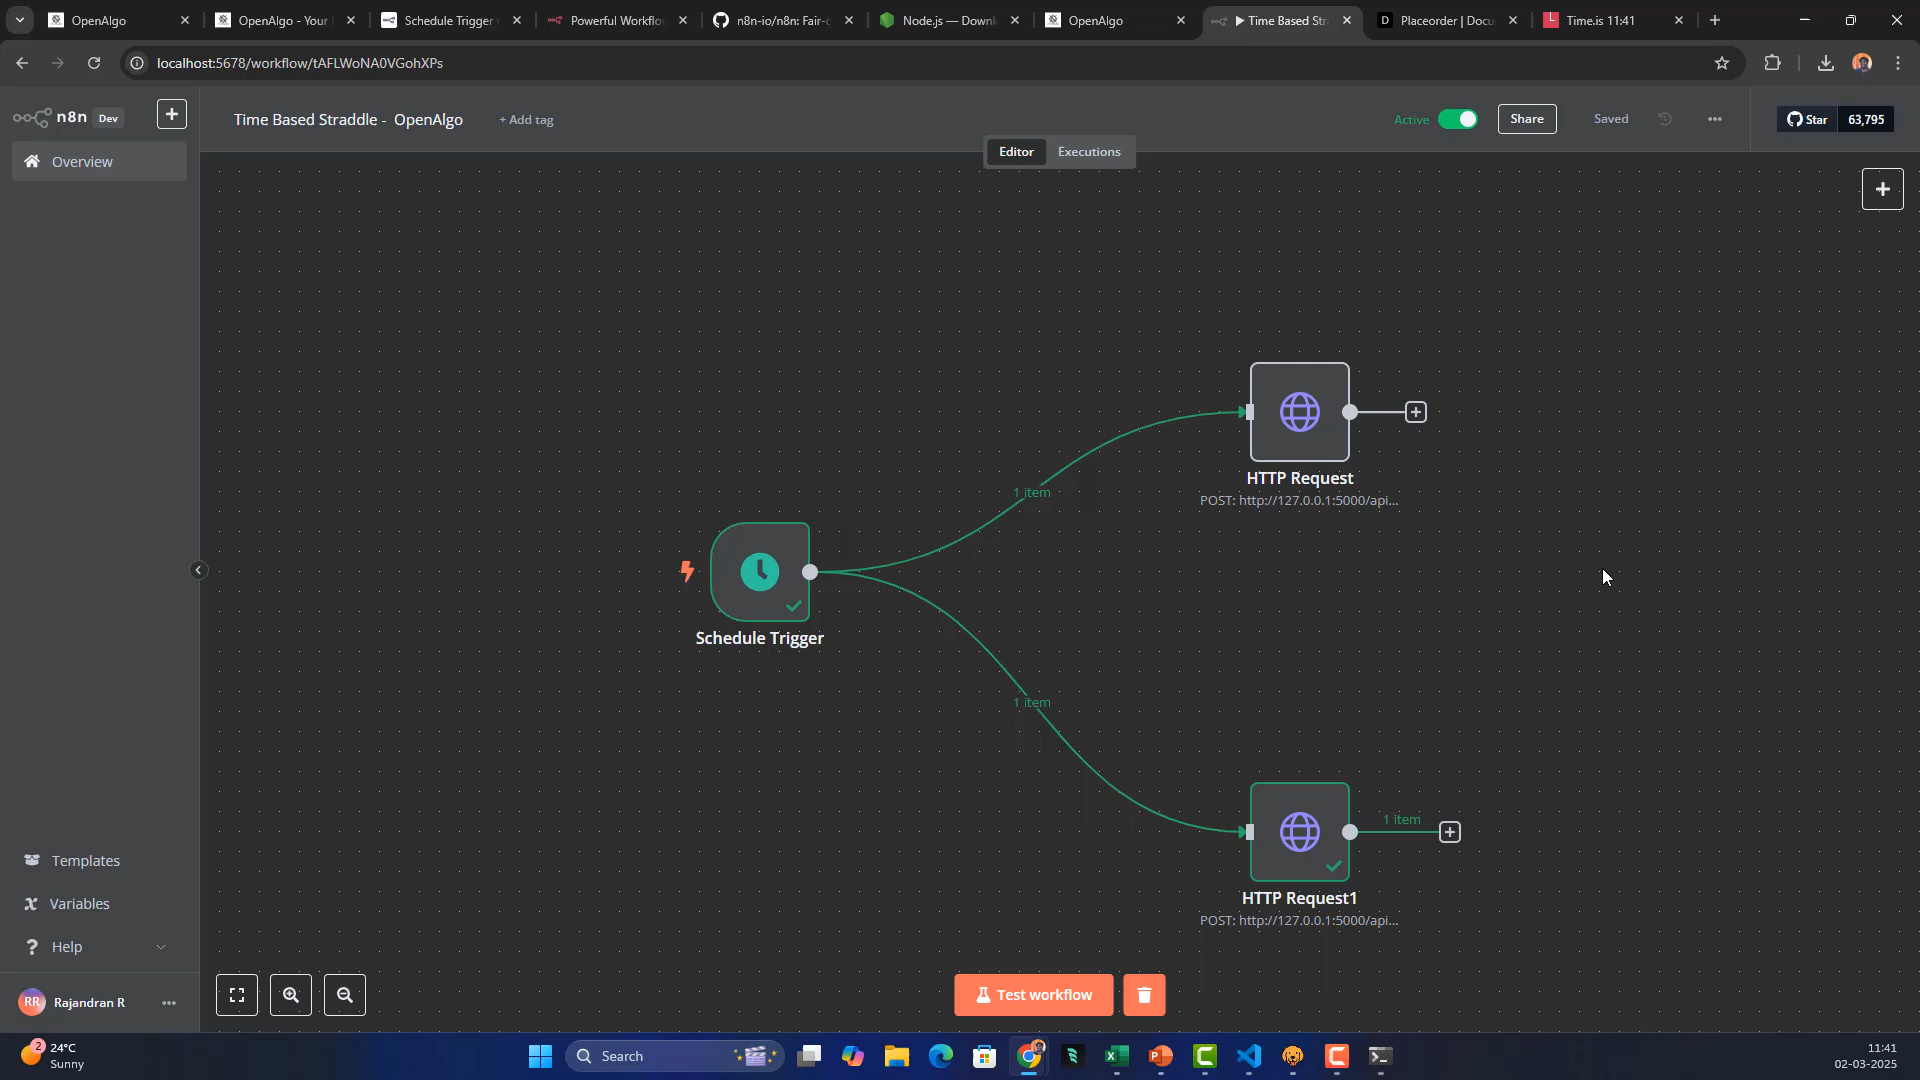 OpenAlgo
OpenAlgo - Your
Schedule Trigger
Powerful Workflo
n8n-io/n8n: Fair-c
Node.js — Downl
OpenAlgo
▶ Time Based Str
Placeorder | Docu
Time.is 11:41
localhost:5678/workflow/tAFLWoNA0VGohXPs
n8n Dev
Time Based Straddle - OpenAlgo
+ Add tag
Active
Share
Saved
Star 63,795
Editor
Executions
Overview
1 item
HTTP Request
POST: http://127.0.0.1:5000/api...
Schedule Trigger
1 item
1 item
HTTP Request1
POST: http://127.0.0.1:5000/api...
Templates
Variables
Help
RR Rajandran R
Test workflow
2
24°C
Sunny
Search
11:41
02-03-2025